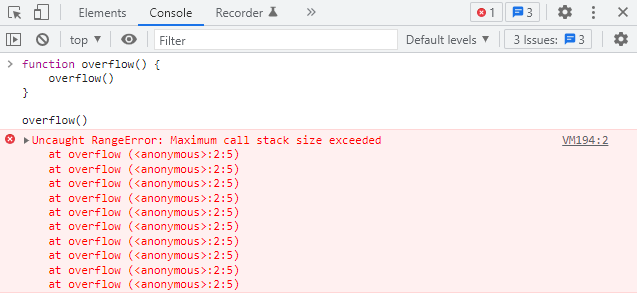 Elements Console Recorder » 1 3
top Filter Default levels 3 Issues: 3
> function overflow() {
    overflow()
}
overflow()
Uncaught RangeError: Maximum call stack size exceeded VM194:2
    at overflow (<anonymous>:2:5)
    at overflow (<anonymous>:2:5)
    at overflow (<anonymous>:2:5)
    at overflow (<anonymous>:2:5)
    at overflow (<anonymous>:2:5)
    at overflow (<anonymous>:2:5)
    at overflow (<anonymous>:2:5)
    at overflow (<anonymous>:2:5)
    at overflow (<anonymous>:2:5)
    at overflow (<anonymous>:2:5)